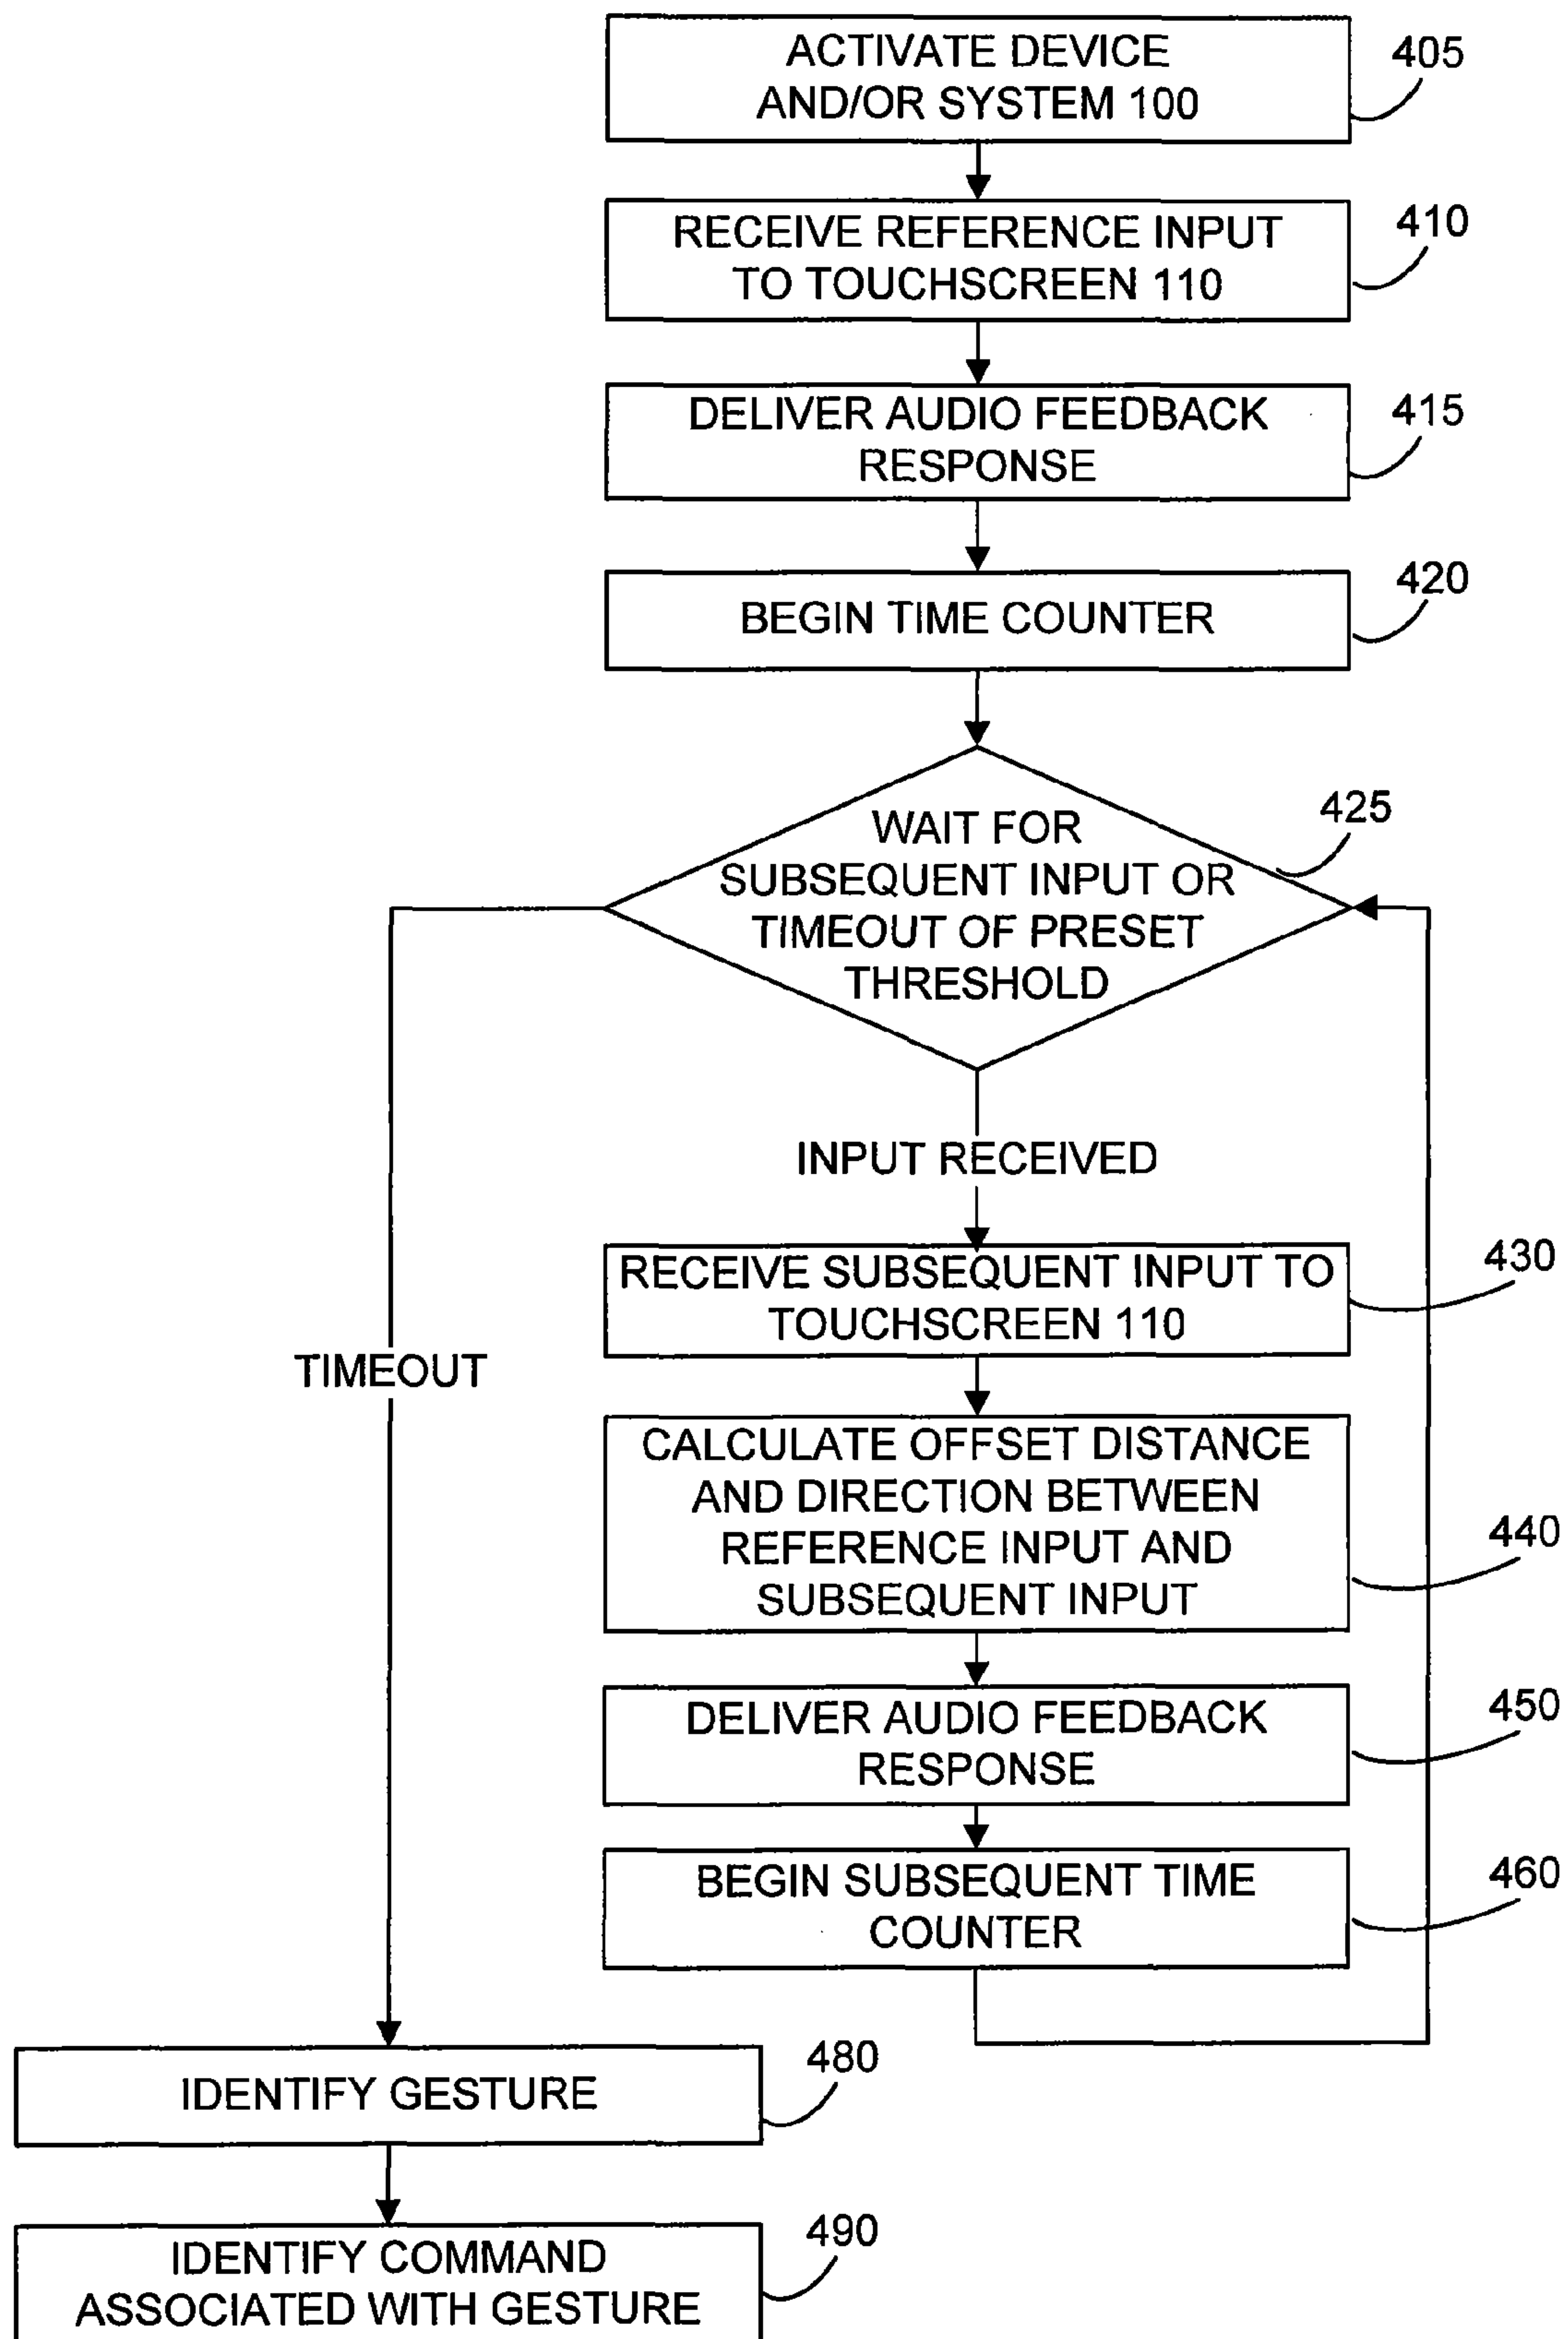 ACTIVATE DEVICE
AND/OR SYSTEM 100
405
RECEIVE REFERENCE INPUT
TO TOUCHSCREEN 110
410
DELIVER AUDIO FEEDBACK
RESPONSE
415
BEGIN TIME COUNTER
420
WAIT FOR
SUBSEQUENT INPUT OR
TIMEOUT OF PRESET
THRESHOLD
425
INPUT RECEIVED
RECEIVE SUBSEQUENT INPUT TO
TOUCHSCREEN 110
430
TIMEOUT
CALCULATE OFFSET DISTANCE
AND DIRECTION BETWEEN
REFERENCE INPUT AND
SUBSEQUENT INPUT
440
DELIVER AUDIO FEEDBACK
RESPONSE
450
BEGIN SUBSEQUENT TIME
COUNTER
460
IDENTIFY GESTURE
480
IDENTIFY COMMAND
ASSOCIATED WITH GESTURE
490